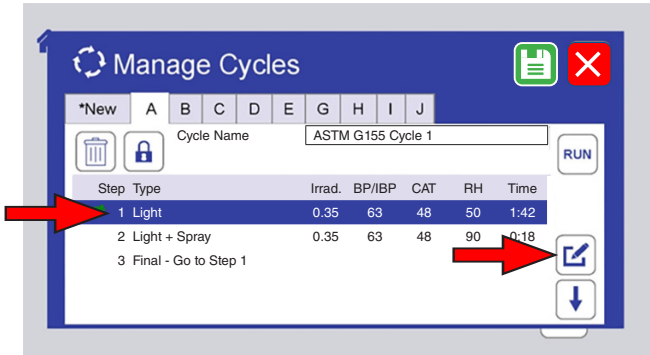 Manage Cycles
*New A B C D E G H I J
Cycle Name ASTM G155 Cycle 1
RUN
Step Type Irrad. BP/IBP CAT RH Time
1 Light 0.35 63 48 50 1:42
2 Light + Spray 0.35 63 48 90 0:18
3 Final - Go to Step 1